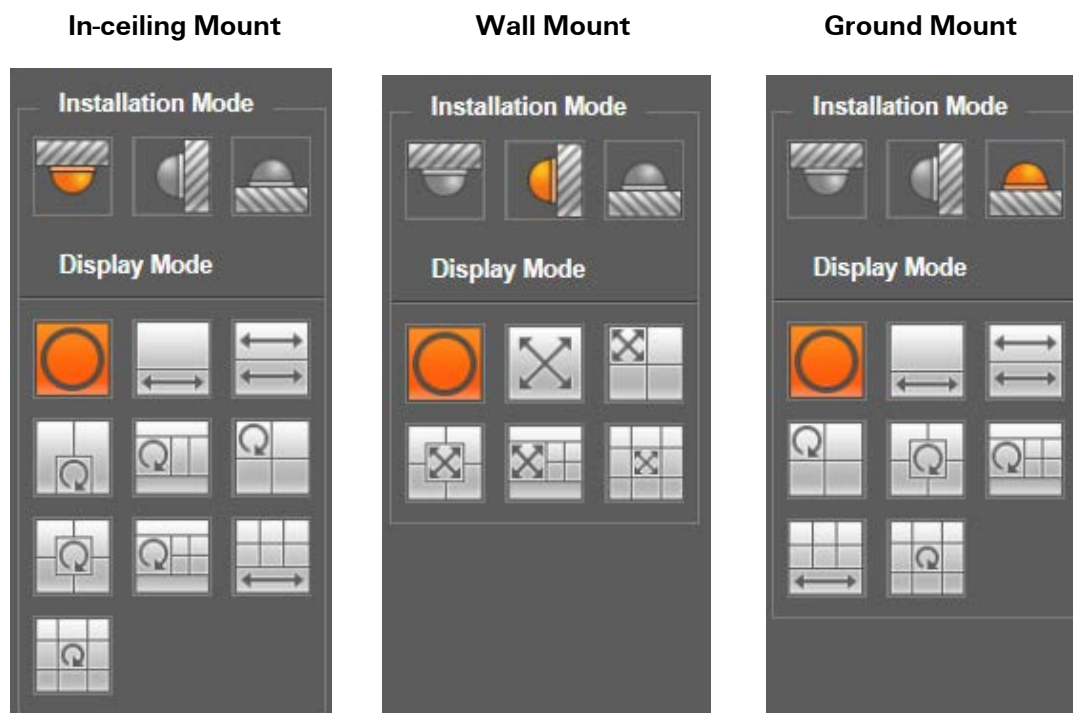 In-ceiling Mount
Wall Mount
Ground Mount
Installation Mode
Display Mode
Installation Mode
Display Mode
Installation Mode
Display Mode